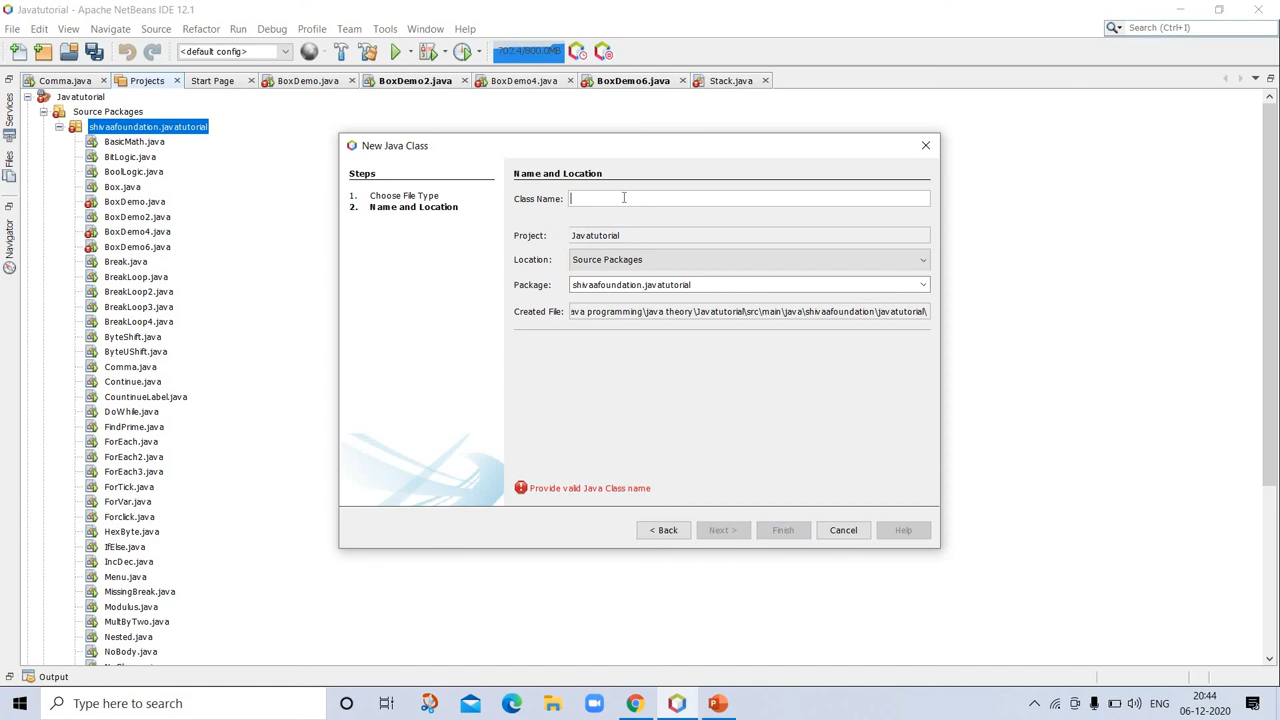 Javatutorial - Apache NetBeans IDE 12.1
File Edit View Navigate Source Refactor Run Debug Profile Team Tools Window Help
Search (Ctrl+I)
<default config>
702.4/800.0MB
Comma.java Projects Start Page BoxDemo.java BoxDemo2.java BoxDemo4.java BoxDemo6.java Stack.java
Services
Files
Navigator
Javatutorial
Source Packages
shivaafoundation.javatutorial
BasicMath.java
BitLogic.java
BoolLogic.java
Box.java
BoxDemo.java
BoxDemo2.java
BoxDemo4.java
BoxDemo6.java
Break.java
BreakLoop.java
BreakLoop2.java
BreakLoop3.java
BreakLoop4.java
ByteShift.java
ByteUShift.java
Comma.java
Continue.java
CountinueLabel.java
DoWhile.java
FindPrime.java
ForEach.java
ForEach2.java
ForEach3.java
ForTick.java
ForVar.java
Forclick.java
HexByte.java
IfElse.java
IncDec.java
Menu.java
MissingBreak.java
Modulus.java
MultByTwo.java
Nested.java
NoBody.java
New Java Class
Steps
1. Choose File Type
2. Name and Location
Name and Location
Class Name:
Project: Javatutorial
Location: Source Packages
Package: shivaafoundation.javatutorial
Created File: ava programming\java theory\Javatutorial\src\main\java\shivaafoundation\javatutorial\
Provide valid Java Class name
< Back Next > Finish Cancel Help
Output
Type here to search
ENG
20:44
06-12-2020